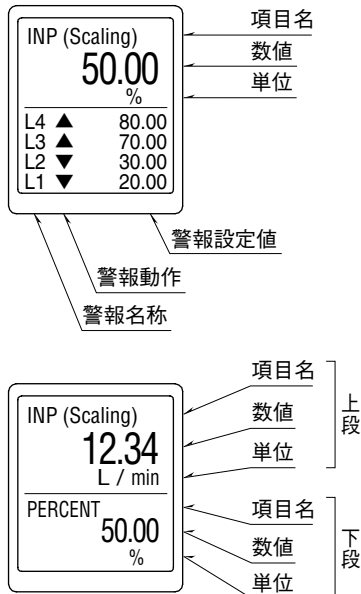 INP (Scaling)
50.00
%
L4 ▲ 80.00
L3 ▲ 70.00
L2 ▼ 30.00
L1 ▼ 20.00
項目名
数値
単位
警報設定値
警報動作
警報名称
INP (Scaling)
12.34
L / min
PERCENT
50.00
%
項目名
数値
単位
上段
項目名
数値
単位
下段